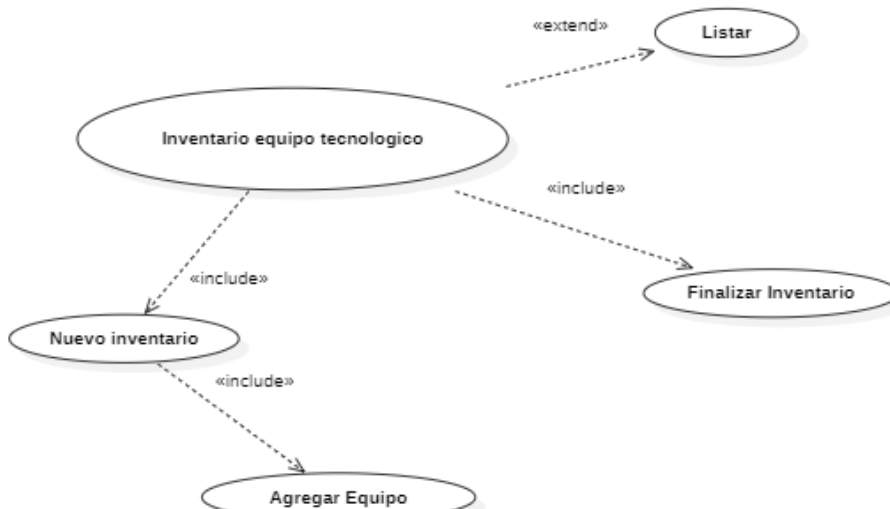 «extend»
Listar
Inventario equipo tecnologico
«include»
«include»
Finalizar Inventario
Nuevo inventario
«include»
Agregar Equipo